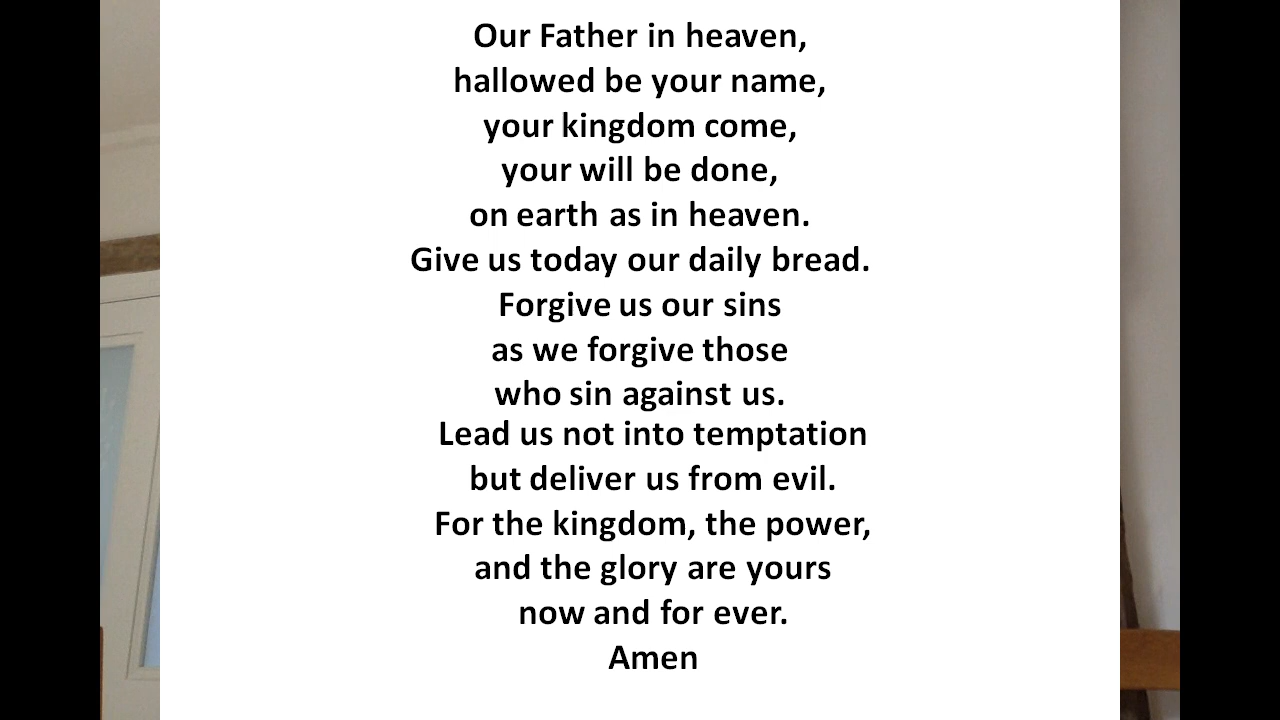 Our Father in heaven,
hallowed be your name,
your kingdom come,
your will be done,
on earth as in heaven.
Give us today our daily bread.
Forgive us our sins
as we forgive those
who sin against us.
Lead us not into temptation
but deliver us from evil.
For the kingdom, the power,
and the glory are yours
now and for ever.
Amen